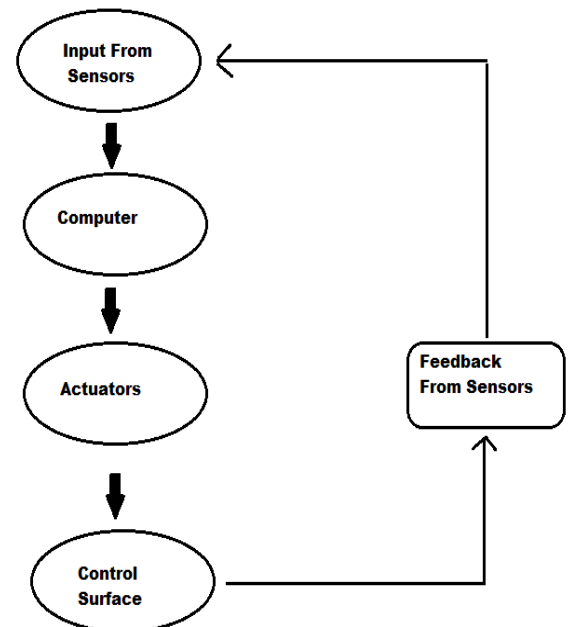 Input From
Sensors
Computer
Actuators
Feedback
From Sensors
Control
Surface